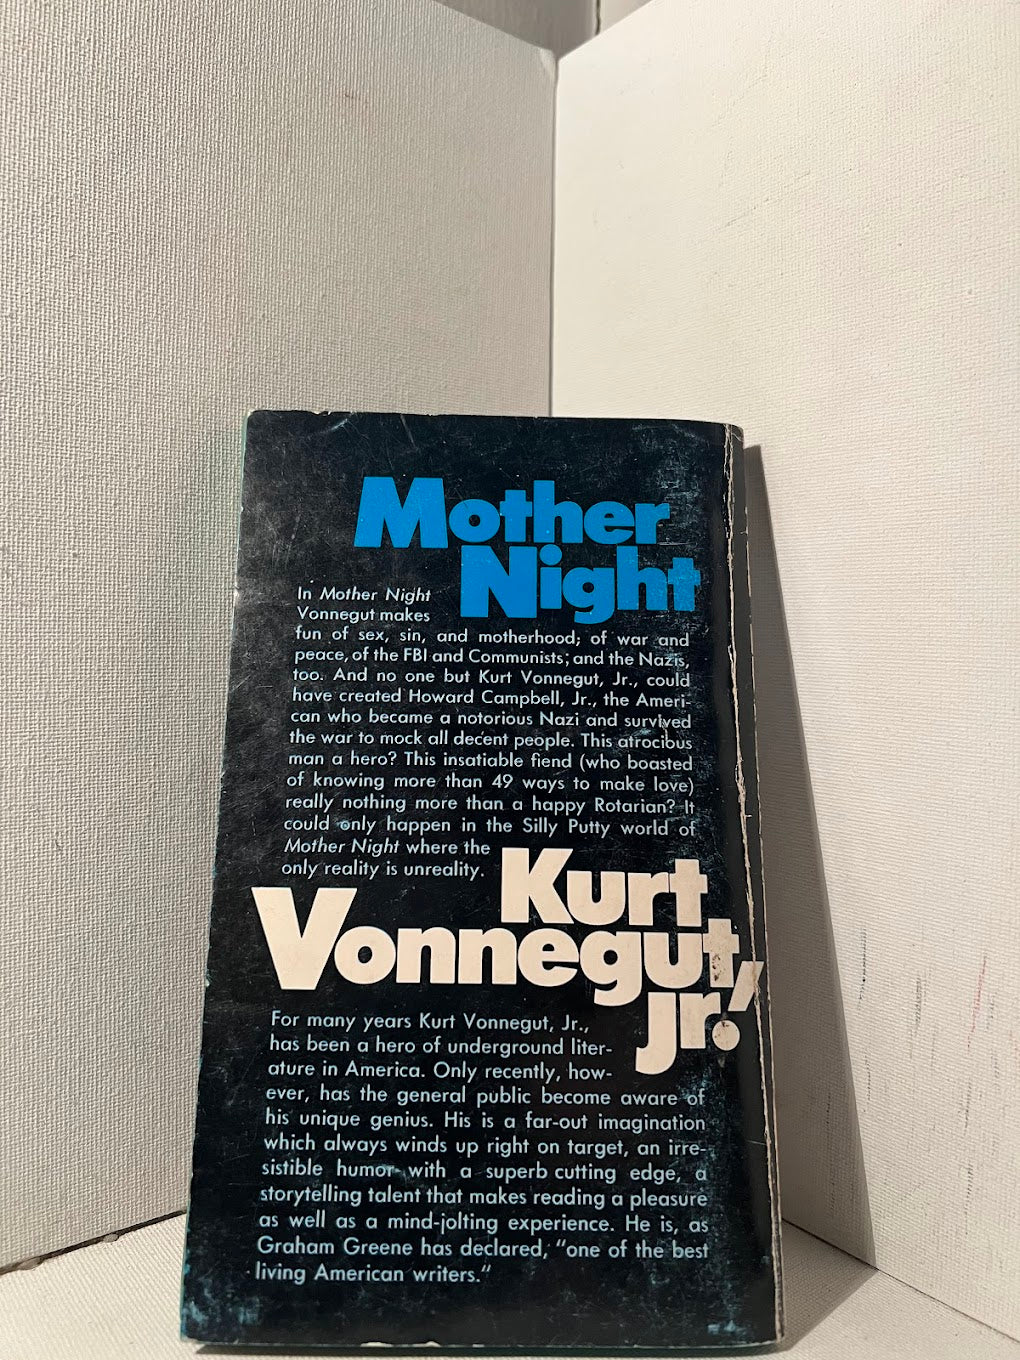 Mother
Night
In Mother Night
Vonnegut makes
fun of sex, sin, and motherhood; of war and
peace, of the FBI and Communists; and the Nazis,
too. And no one but Kurt Vonnegut, Jr., could
have created Howard Campbell, Jr., the Ameri-
can who became a notorious Nazi and survived
the war to mock all decent people. This atrocious
man a hero? This insatiable fiend (who boasted
of knowing more than 49 ways to make love)
really nothing more than a happy Rotarian? It
could only happen in the Silly Putty world of
Mother Night where the
only reality is unreality.
Kurt
Vonnegut,
jr.
For many years Kurt Vonnegut, Jr.,
has been a hero of underground liter-
ature in America. Only recently, how-
ever, has the general public become aware of
his unique genius. His is a far-out imagination
which always winds up right on target, an irre-
sistible humor with a superb cutting edge, a
storytelling talent that makes reading a pleasure
as well as a mind-jolting experience. He is, as
Graham Greene has declared, "one of the best
living American writers."